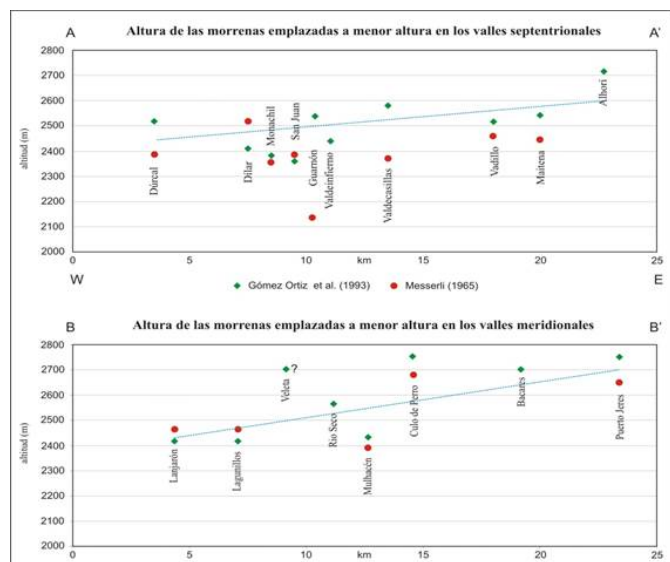 A Altura de las morrenas emplazadas a menor altura en los valles septentrionales A'
2800
2700
2600
2500
2400
2300
2200
2100
2000
altitud (m)
Dúrcal
Dílar
Monachil
San Juan
Guarnón
Valdeinfierno
Valdecasillas
Vadillo
Maitena
Alhorí
0 5 10 km 15 20 25
W E
Gómez Ortiz et al. (1993) Messerli (1965)
B Altura de las morrenas emplazadas a menor altura en los valles meridionales B'
2800
2700
2600
2500
2400
2300
2200
2100
2000
altitud (m)
Lanjarón
Lagunillos
Veleta
?
Río Seco
Mulhacén
Culo de Perro
Bacares
Puerto Jeres
0 5 10 km 15 20 25